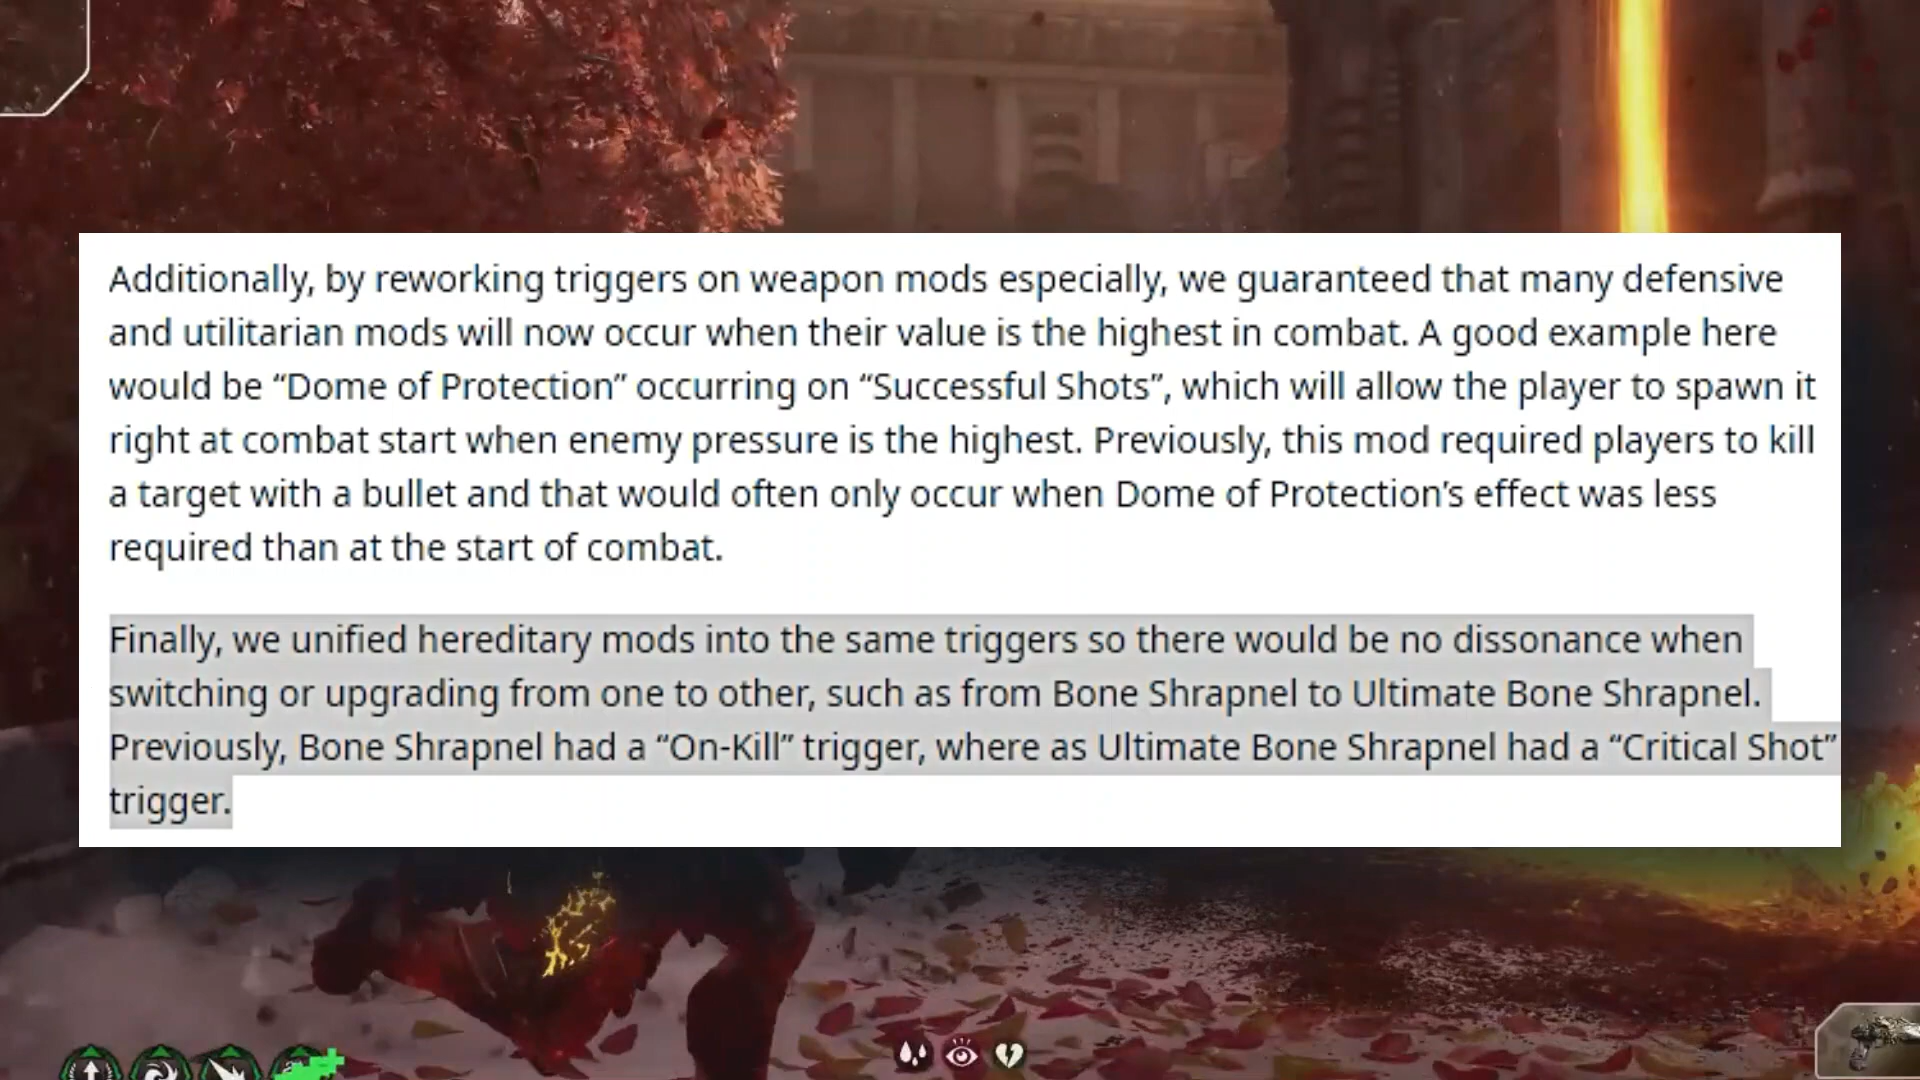 Additionally, by reworking triggers on weapon mods especially, we guaranteed that many defensive
and utilitarian mods will now occur when their value is the highest in combat. A good example here
would be “Dome of Protection” occurring on “Successful Shots”, which will allow the player to spawn it
right at combat start when enemy pressure is the highest. Previously, this mod required players to kill
a target with a bullet and that would often only occur when Dome of Protection’s effect was less
required than at the start of combat.
Finally, we unified hereditary mods into the same triggers so there would be no dissonance when
switching or upgrading from one to other, such as from Bone Shrapnel to Ultimate Bone Shrapnel.
Previously, Bone Shrapnel had a “On-Kill” trigger, where as Ultimate Bone Shrapnel had a “Critical Shot”
trigger.